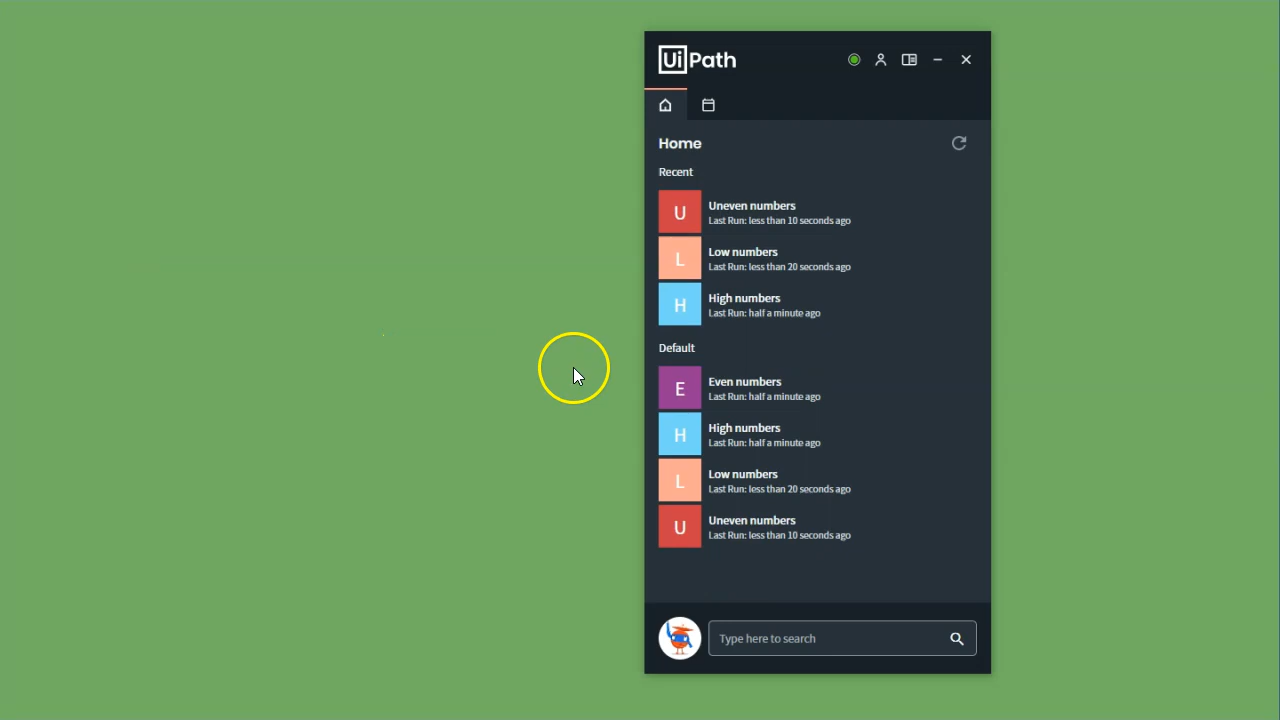 UiPath
Home
Recent
U
Uneven numbers
Last Run: less than 10 seconds ago
L
Low numbers
Last Run: less than 20 seconds ago
H
High numbers
Last Run: half a minute ago
Default
E
Even numbers
Last Run: half a minute ago
H
High numbers
Last Run: half a minute ago
L
Low numbers
Last Run: less than 20 seconds ago
U
Uneven numbers
Last Run: less than 10 seconds ago
Type here to search